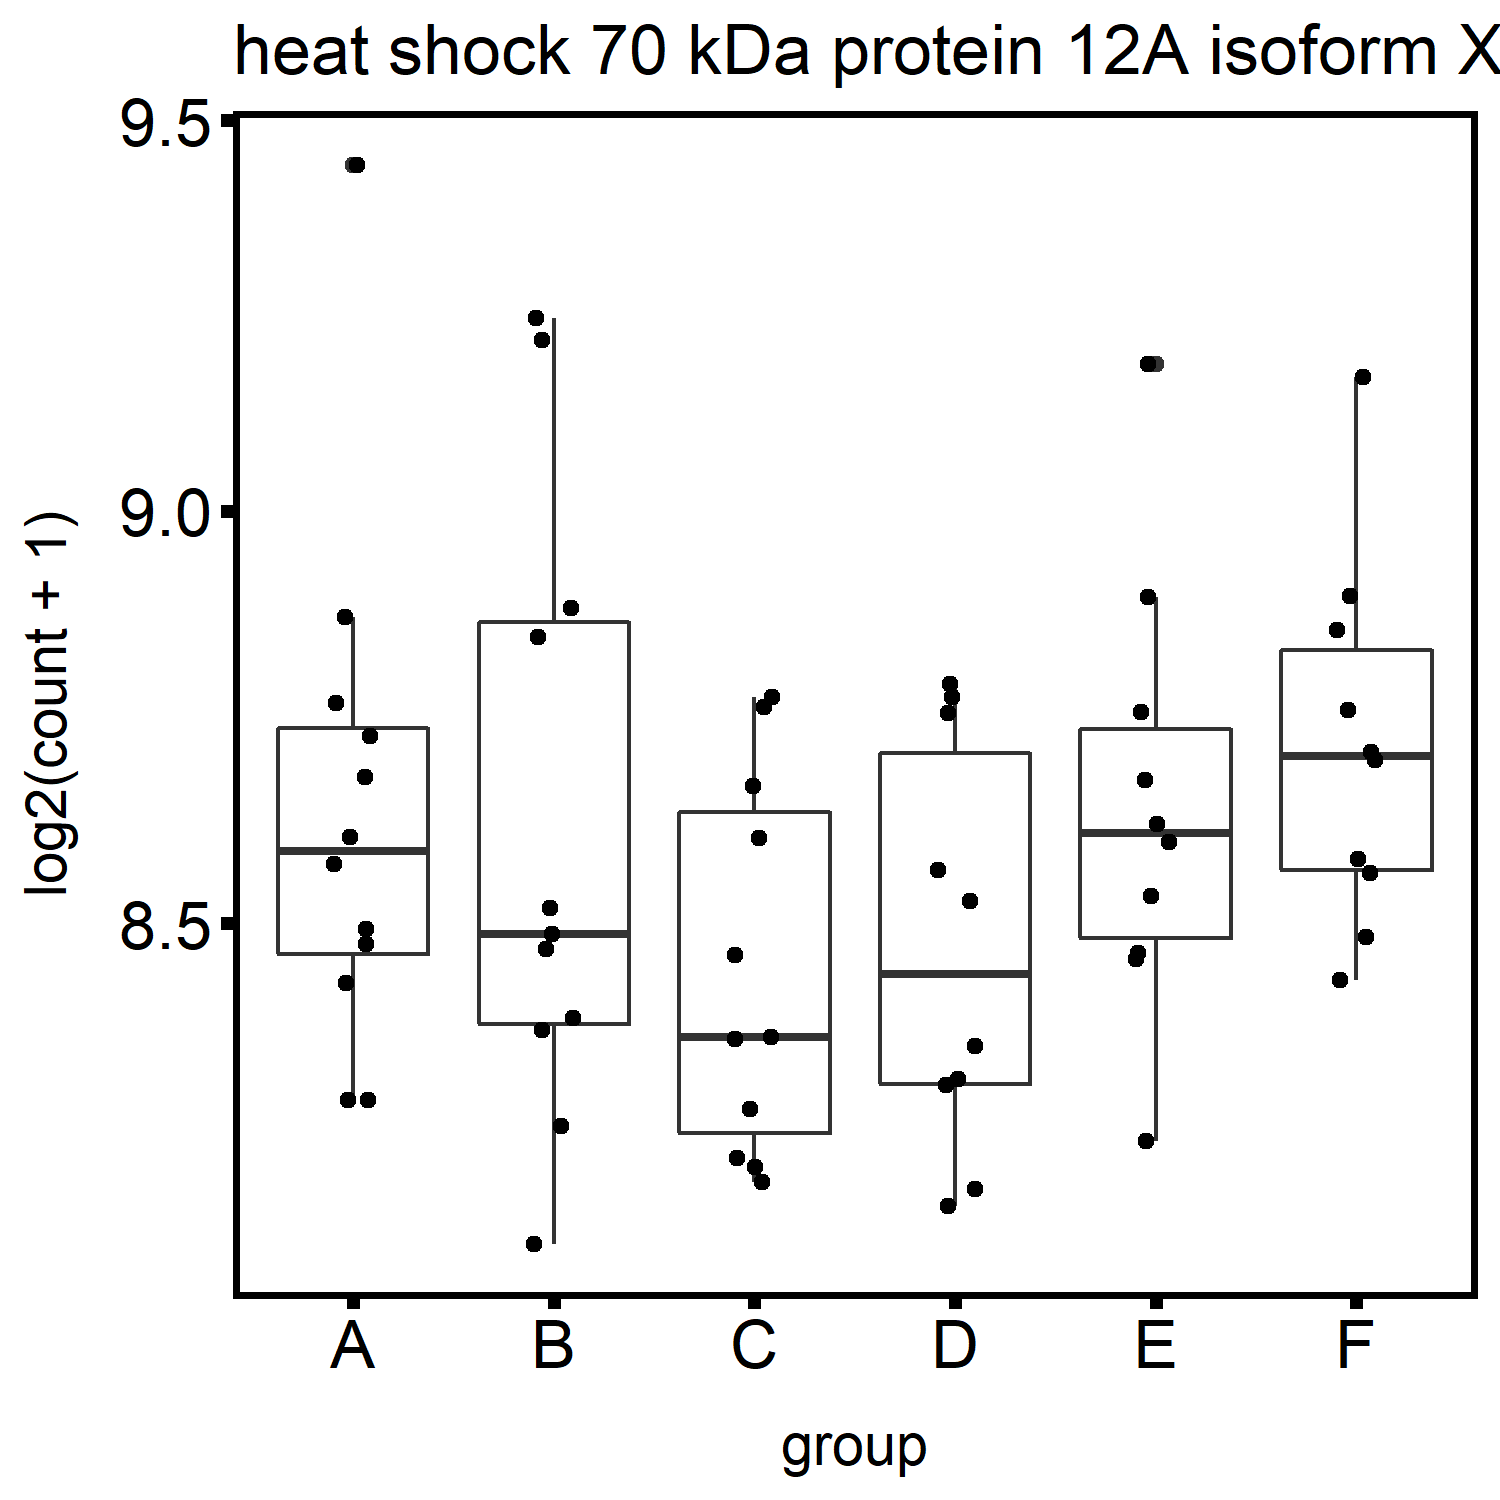 heat shock 70 kDa protein 12A isoform X
9.5
9.0
8.5
log2(count + 1)
A B C D E F
group